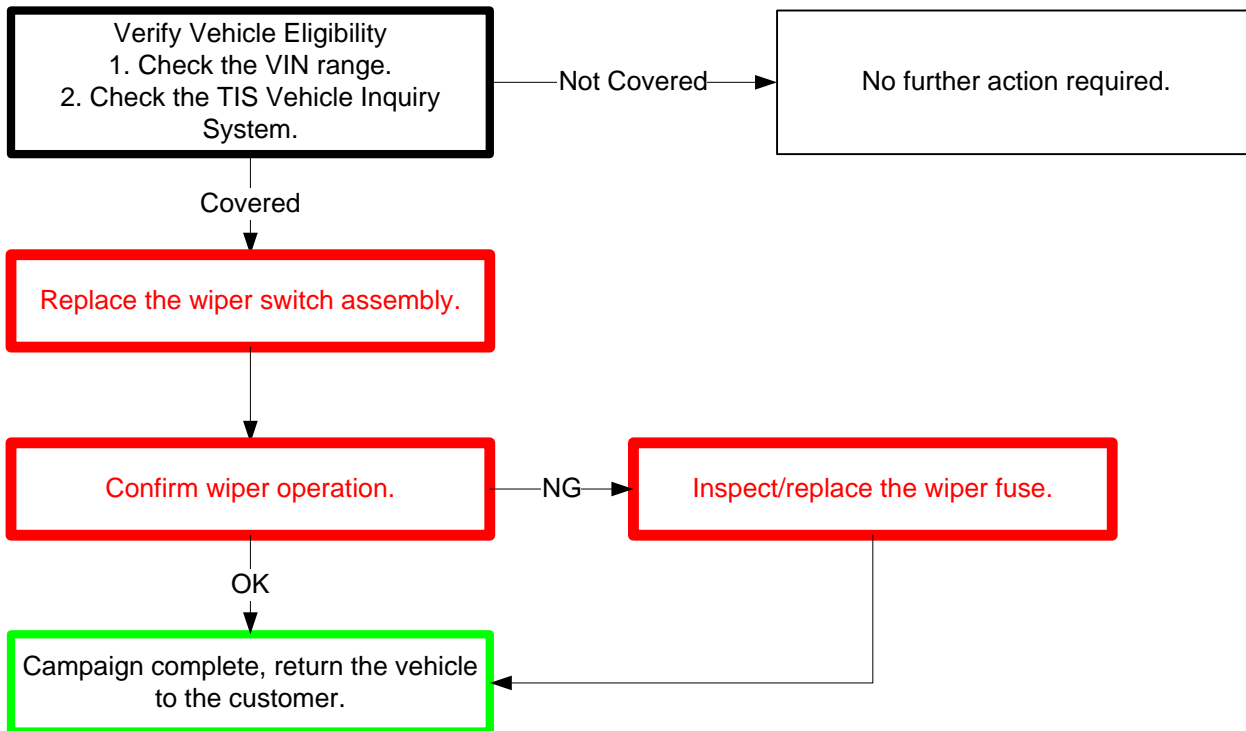 Verify Vehicle Eligibility
1. Check the VIN range.
2. Check the TIS Vehicle Inquiry
System.
Not Covered
No further action required.
Covered
Replace the wiper switch assembly.
Confirm wiper operation.
NG
Inspect/replace the wiper fuse.
OK
Campaign complete, return the vehicle
to the customer.